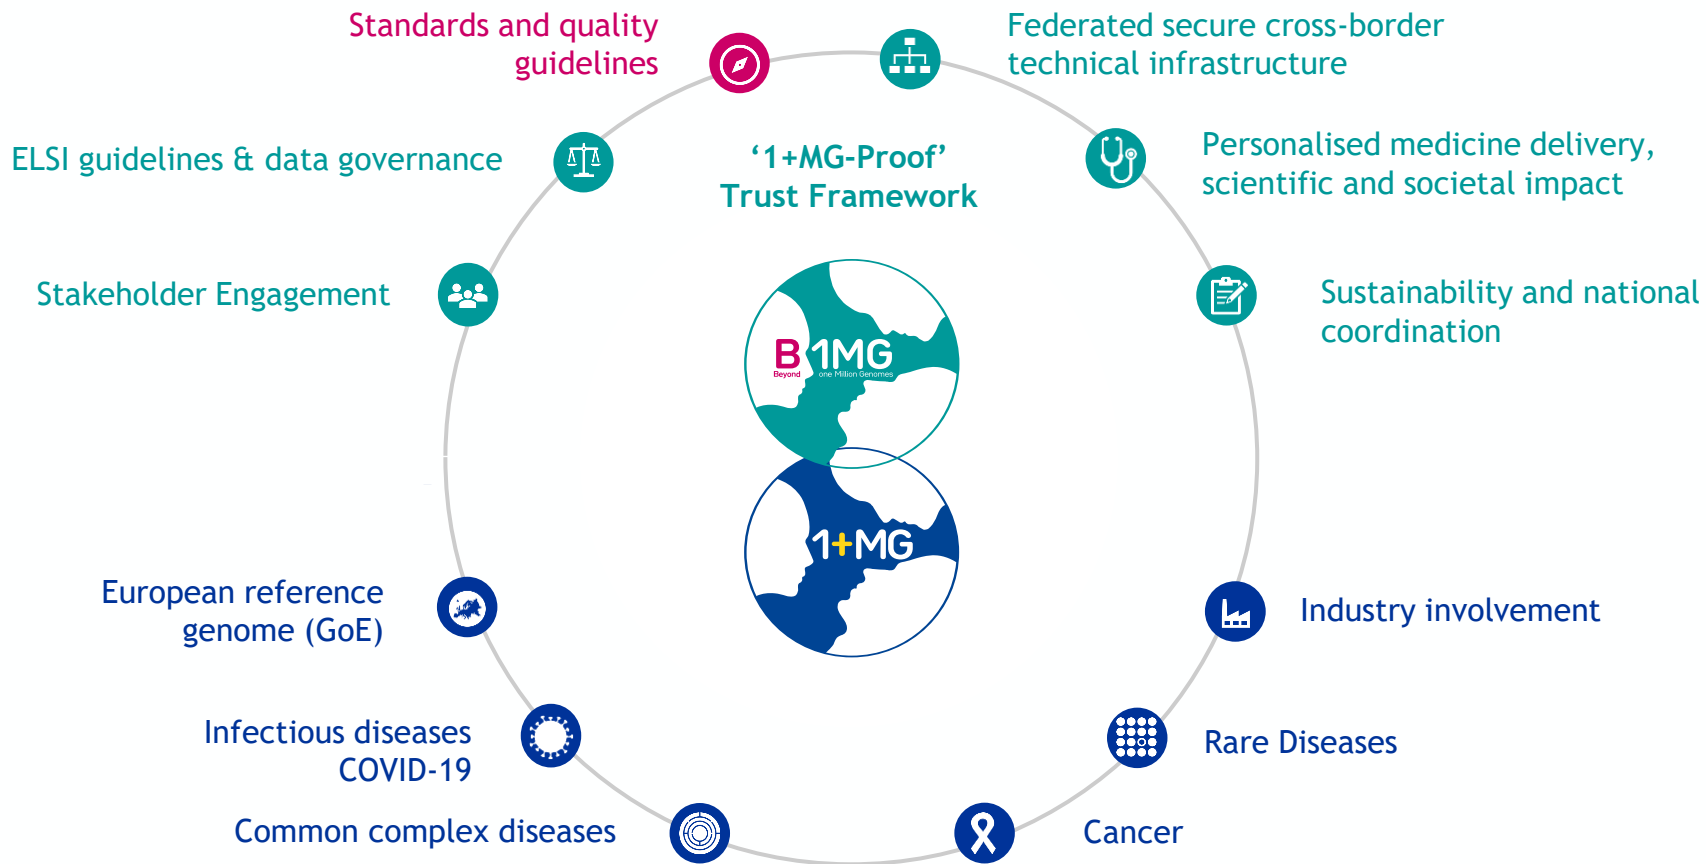 Standards and quality
guidelines
Federated secure cross-border
technical infrastructure
ELSI guidelines & data governance
‘1+MG-Proof’
Trust Framework
Personalised medicine delivery,
scientific and societal impact
Stakeholder Engagement
Sustainability and national
coordination
B 1MG
Beyond one Million Genomes
1+MG
European reference
genome (GoE)
Industry involvement
Infectious diseases
COVID-19
Rare Diseases
Common complex diseases
Cancer